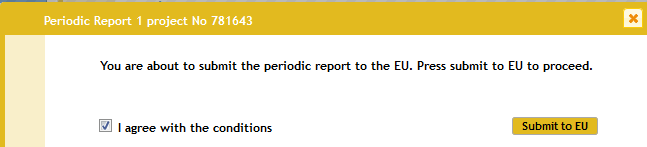 Periodic Report 1 project No 781643
You are about to submit the periodic report to the EU. Press submit to EU to proceed.
I agree with the conditions
Submit to EU